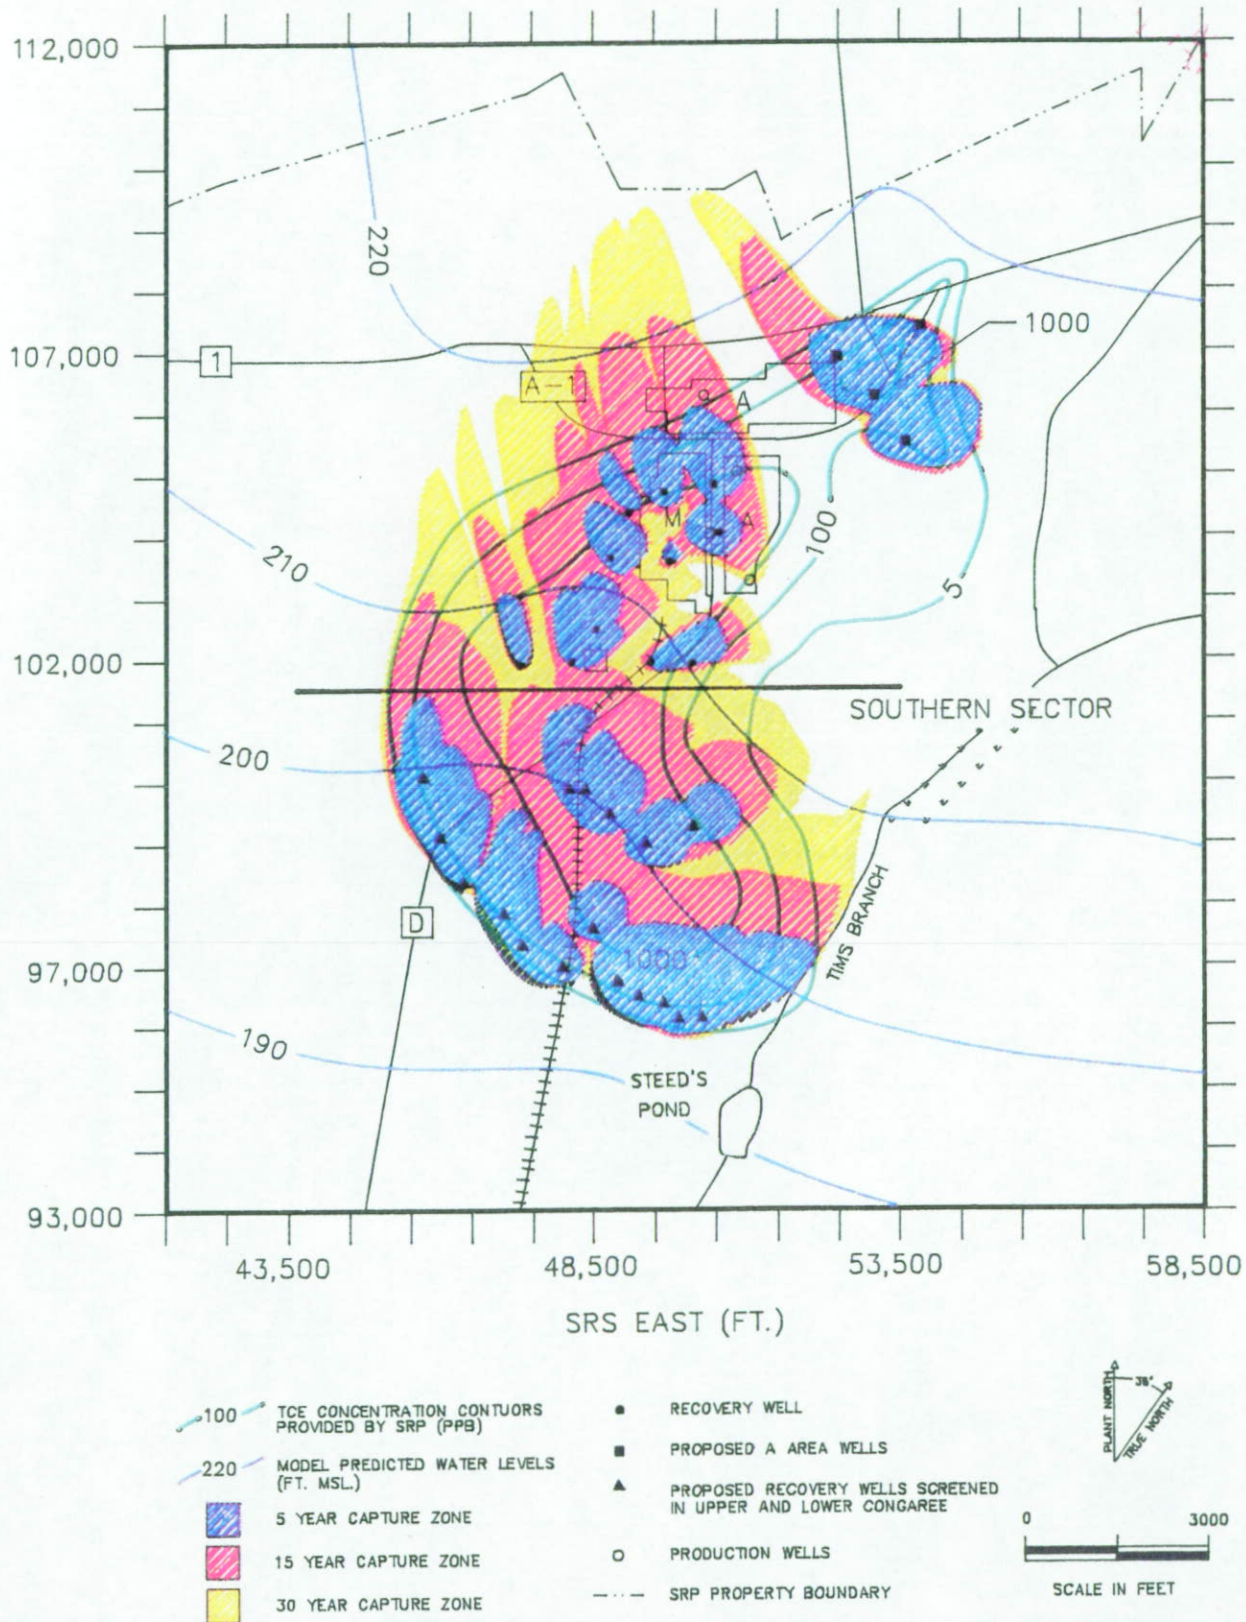 112,000
220
1000
107,000
1
A-1
A
M
A
100
210
5
102,000
SOUTHERN SECTOR
200
D
TIMS BRANCH
97,000
1000
190
STEED'S
POND
93,000
43,500
48,500
53,500
58,500
SRS EAST (FT.)
100
TCE CONCENTRATION CONTUORS
PROVIDED BY SRP (PPB)
220
MODEL PREDICTED WATER LEVELS
(FT. MSL.)
5 YEAR CAPTURE ZONE
15 YEAR CAPTURE ZONE
30 YEAR CAPTURE ZONE
RECOVERY WELL
PROPOSED A AREA WELLS
PROPOSED RECOVERY WELLS SCREENED
IN UPPER AND LOWER CONGAREE
PRODUCTION WELLS
SRP PROPERTY BOUNDARY
PLANT NORTH
TRUE NORTH
0
3000
SCALE IN FEET